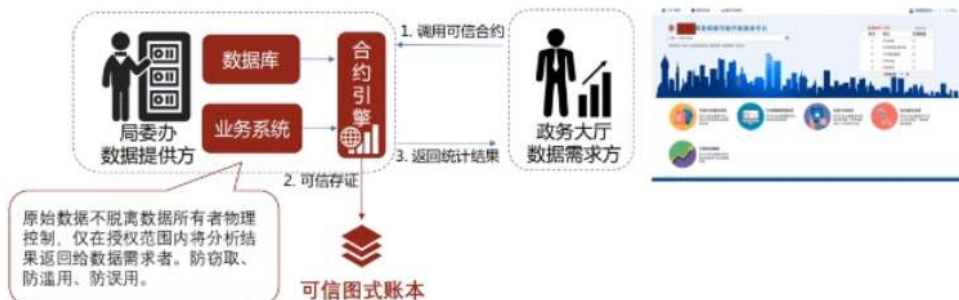 数据库
业务系统
合约引擎
局委办
数据提供方
1. 调用可信合约
3. 返回统计结果
2. 可信存证
政务大厅
数据需求方
原始数据不脱离数据所有者物理
控制，仅在授权范围内将分析结
果返回给数据需求者。防窃取、
防滥用、防误用。
可信图式账本